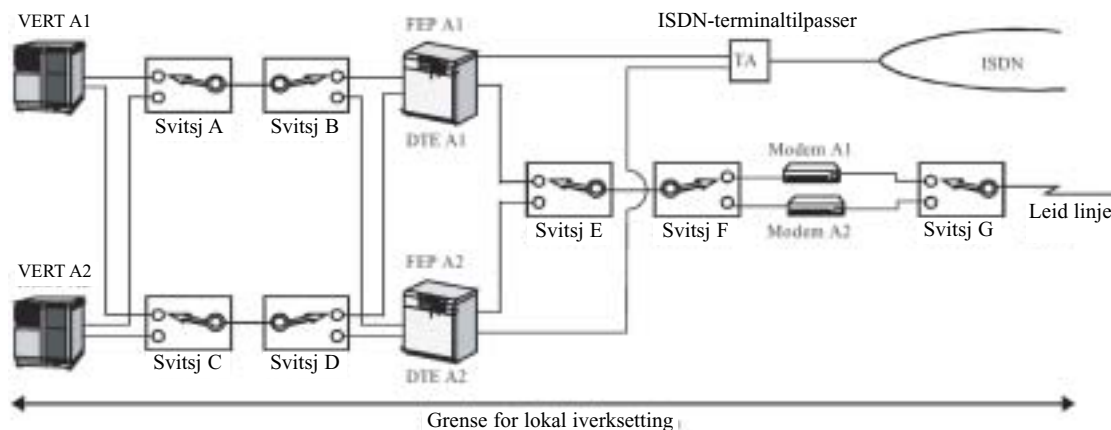 VERT A1
FEP A1
ISDN-terminaltilpasser
TA
ISDN
Svitsj A
Svitsj B
DTE A1
Modem A1
Svitsj E
Svitsj F
Modem A2
Svitsj G
Leid linje
VERT A2
FEP A2
Svitsj C
Svitsj D
DTE A2
Grense for lokal iverksetting